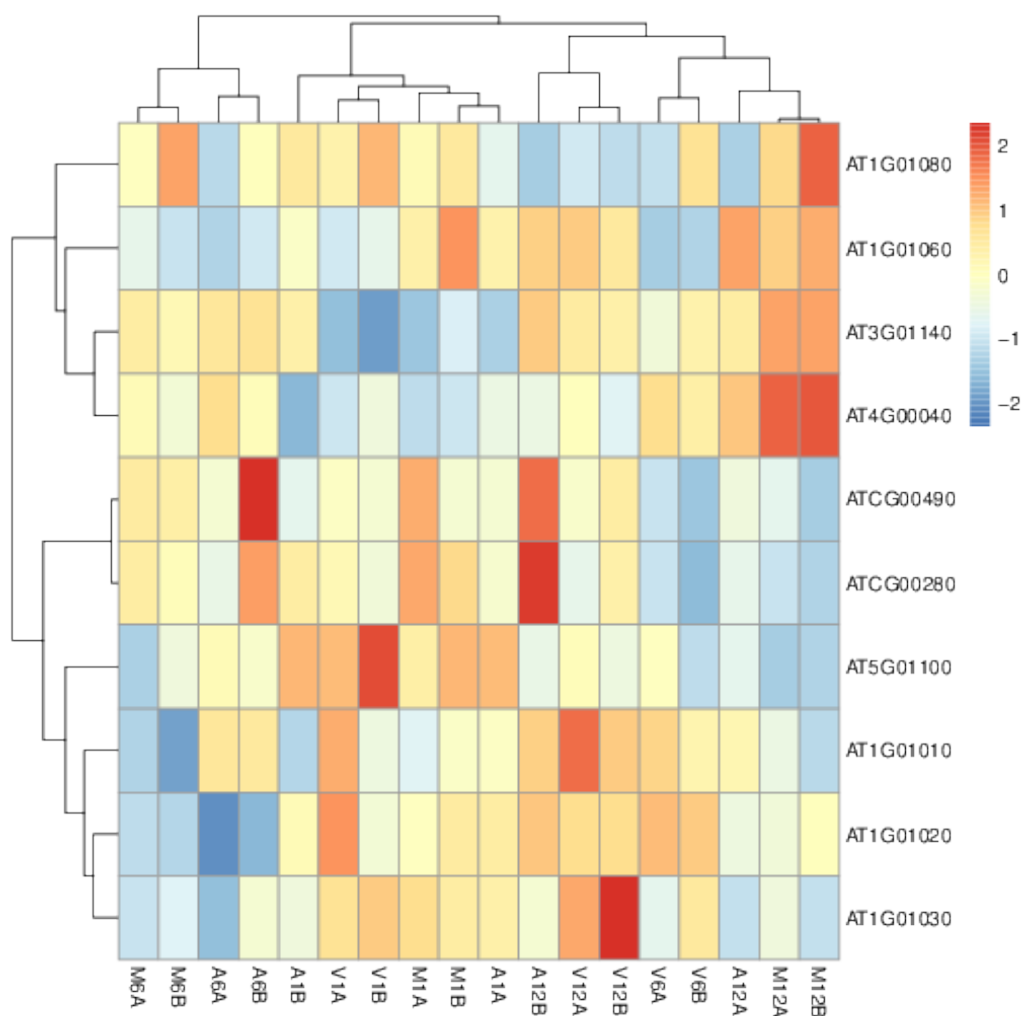 AT1G01080
2
AT1G01060
1
0
AT3G01140
−1
−2
AT4G00040
ATCG00490
ATCG00280
AT5G01100
AT1G01010
AT1G01020
AT1G01030
M6A
M6B
A6A
A6B
A1B
V1A
V1B
M1A
M1B
A1A
A12B
V12A
V12B
V6A
V6B
A12A
M12A
M12B